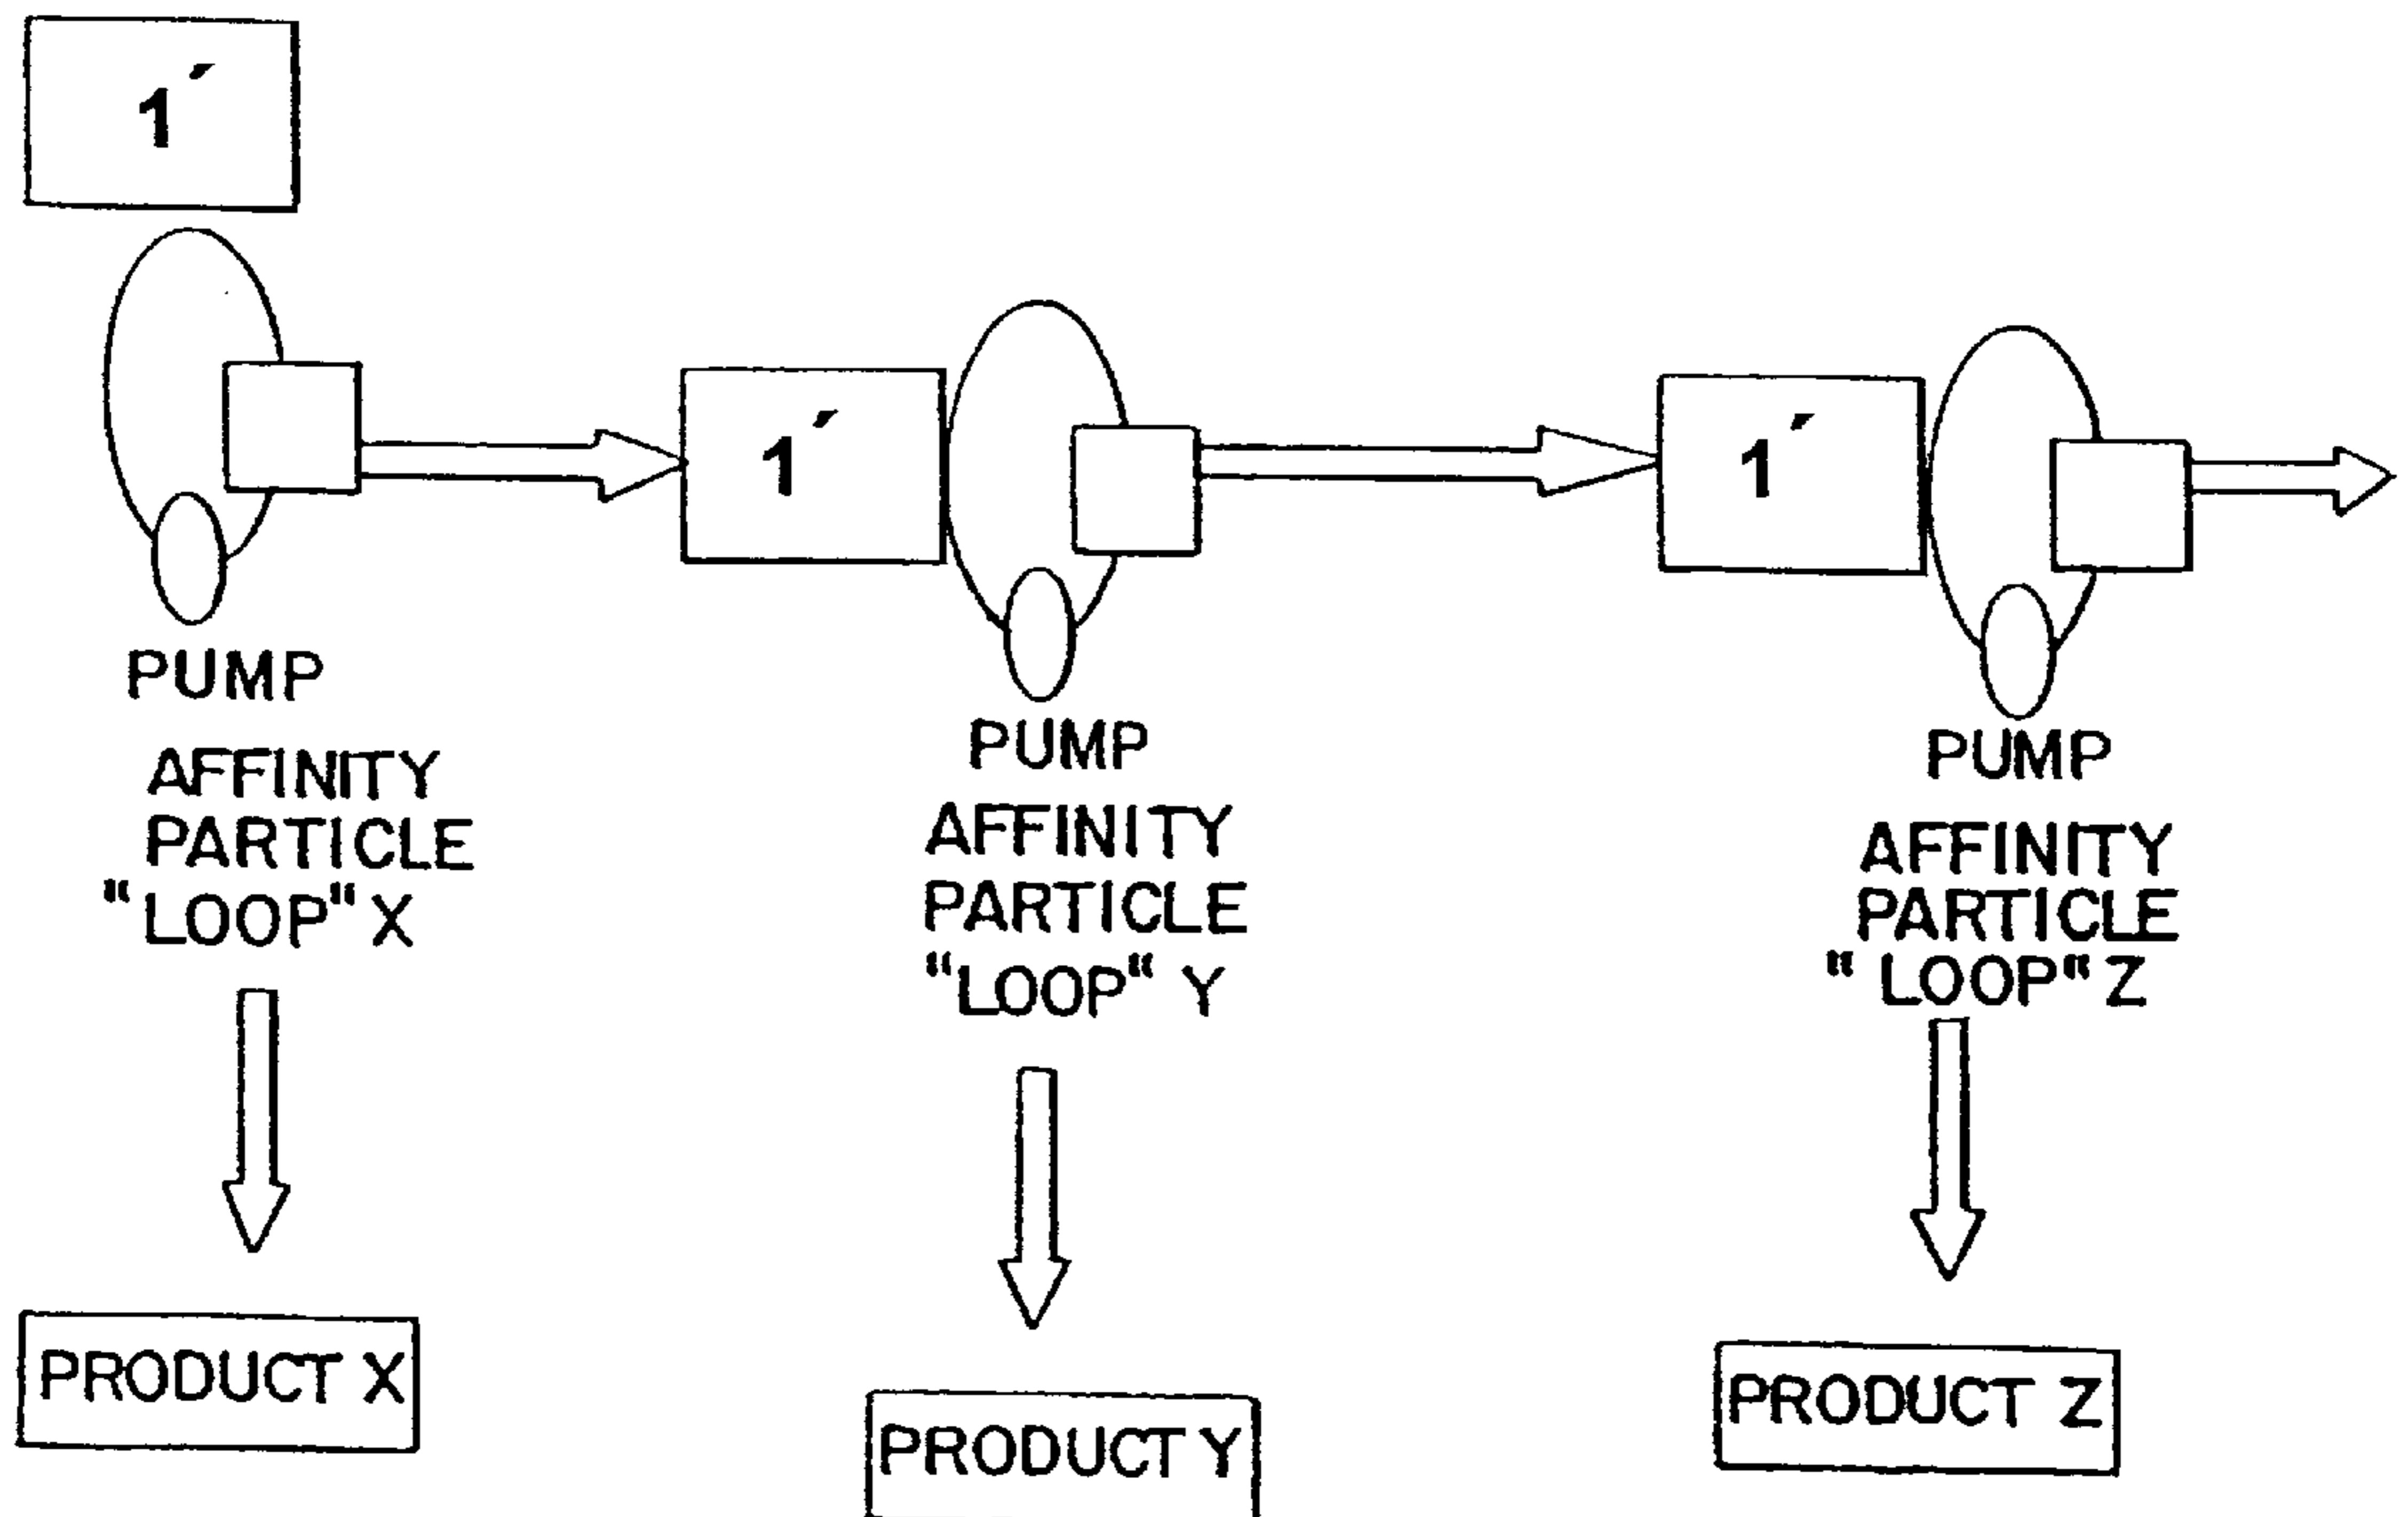 1´
1´
1´
PUMP
AFFINITY
PARTICLE
"LOOP" X
PUMP
AFFINITY
PARTICLE
"LOOP" Y
PUMP
AFFINITY
PARTICLE
"LOOP" Z
PRODUCT X
PRODUCT Y
PRODUCT Z